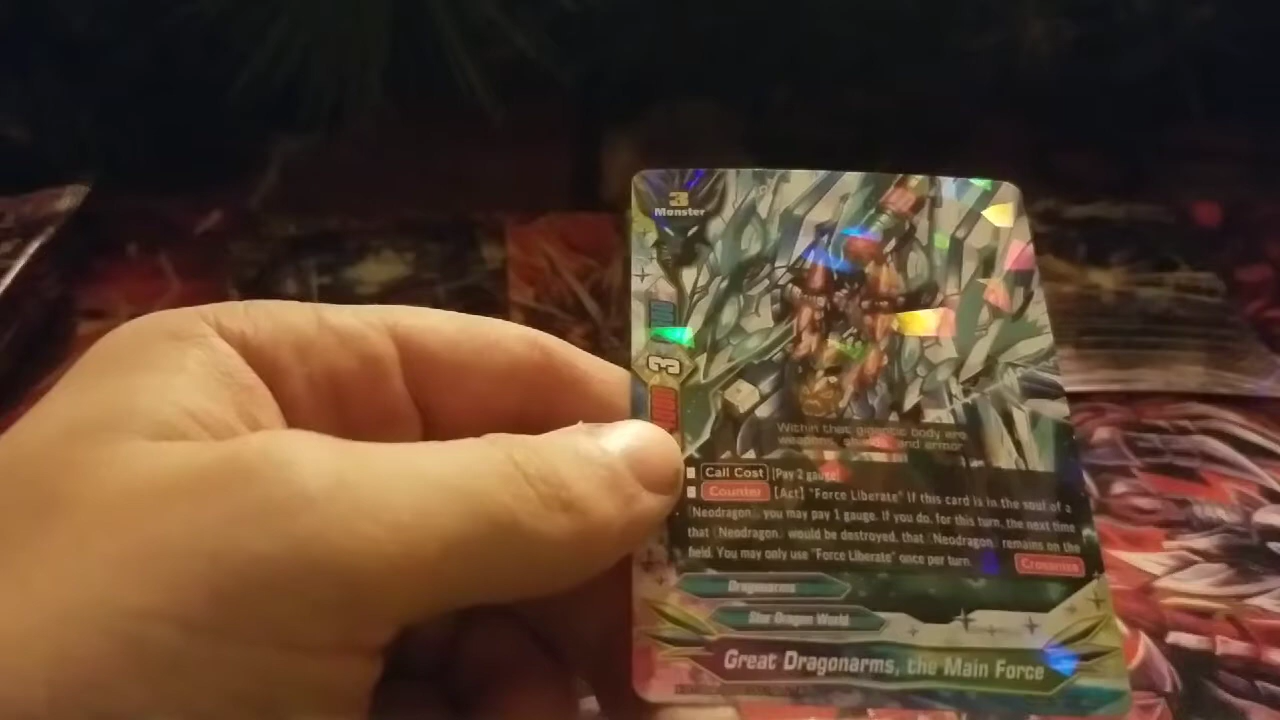 3
Monster
3
Within that gigantic body are
weapons, shields and armor
Call Cost [Pay 2 gauge]
Counter [Act] "Force Liberate" If this card is in the soul of a
Neodragon, you may pay 1 gauge. If you do, for this turn, the next time
that Neodragon would be destroyed, that Neodragon remains on the
field. You may only use "Force Liberate" once per turn.
Crossnise
Dragonarms
Star Dragon World
Great Dragonarms, the Main Force